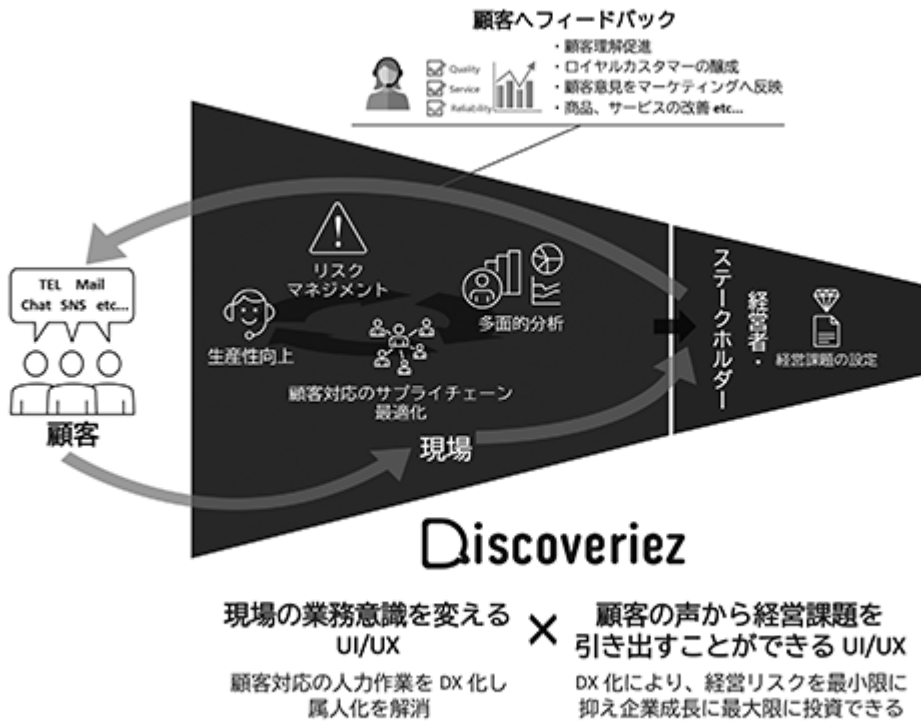 顧客へフィードバック
・顧客理解促進
・ロイヤルカスタマーの醸成
・顧客意見をマーケティングへ反映
・商品、サービスの改善 etc...
Quality
Service
Reliability
TEL Mail
Chat SNS etc...
顧客
リスク
マネジメント
生産性向上
多面的分析
顧客対応のサプライチェーン
最適化
現場
経営者・
ステークホルダー
経営課題の設定
Discoveriez
現場の業務意識を変える
UI/UX
×
顧客の声から経営課題を
引き出すことができる UI/UX
顧客対応の人力作業を DX 化し
属人化を解消
DX 化により、経営リスクを最小限に
抑え企業成長に最大限に投資できる